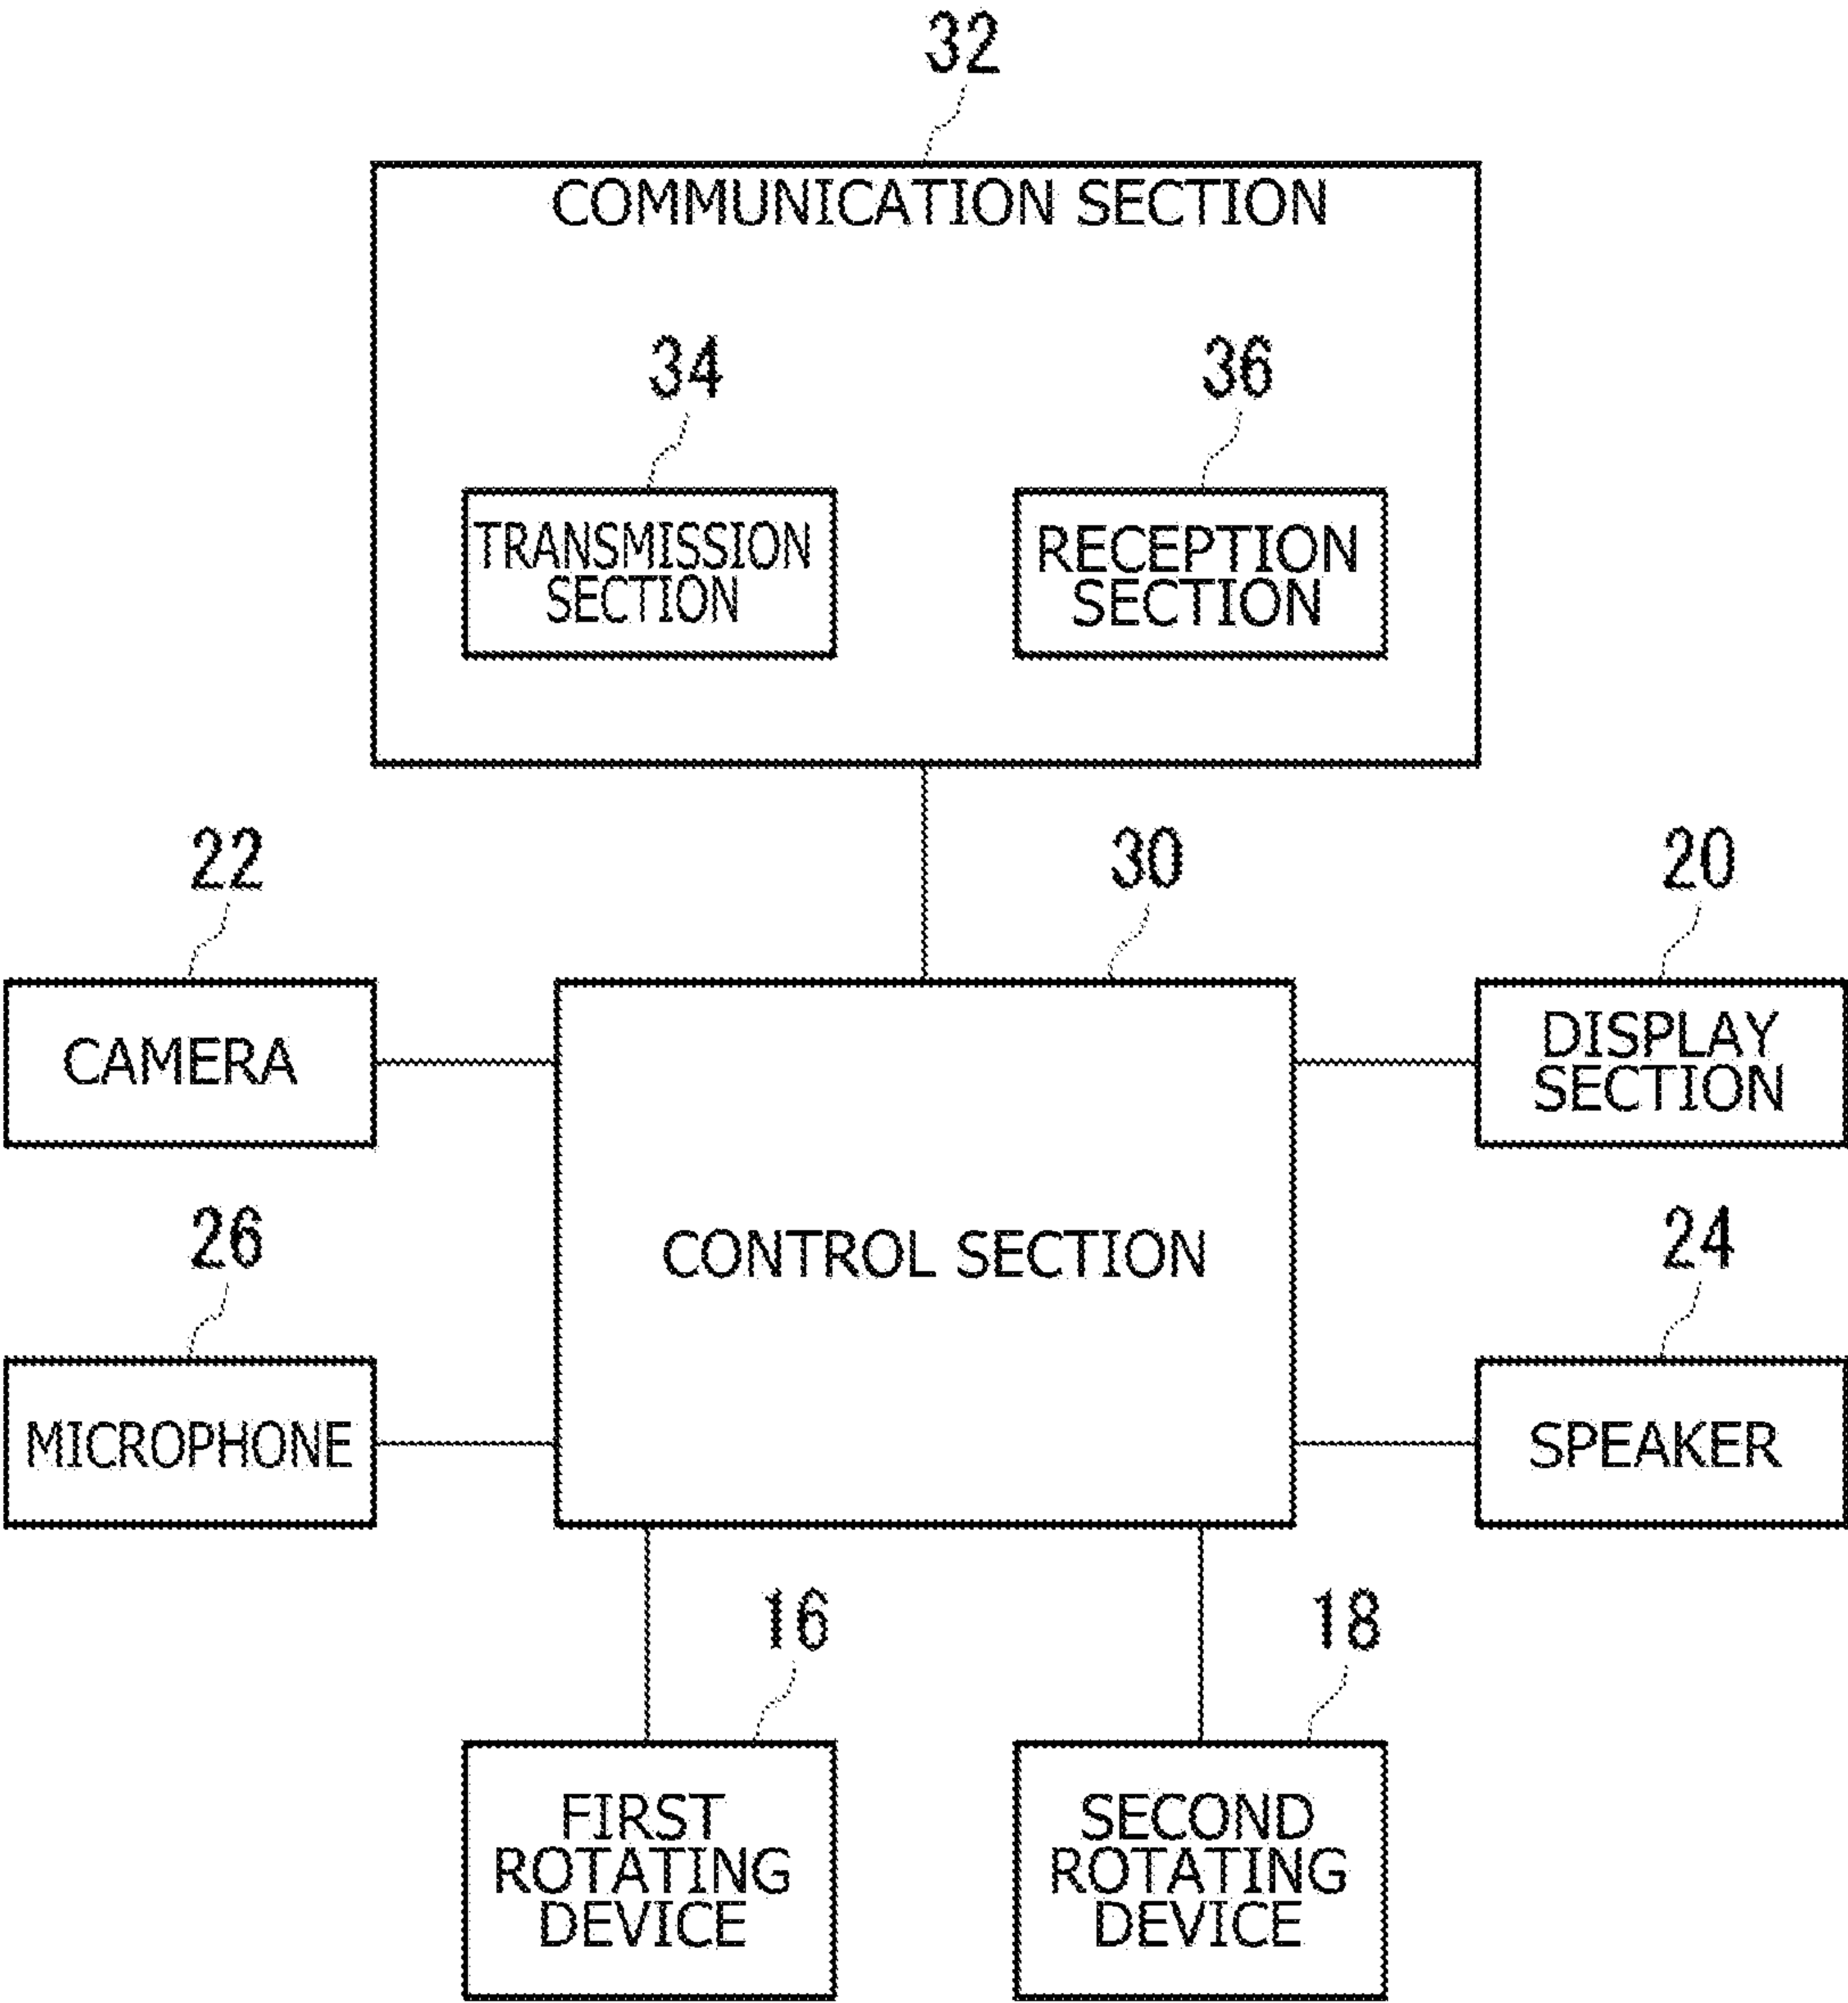 32
COMMUNICATION SECTION
34
36
TRANSMISSION
SECTION
RECEPTION
SECTION
22
30
20
CAMERA
DISPLAY
SECTION
26
CONTROL SECTION
24
MICROPHONE
SPEAKER
16
18
FIRST
ROTATING
DEVICE
SECOND
ROTATING
DEVICE